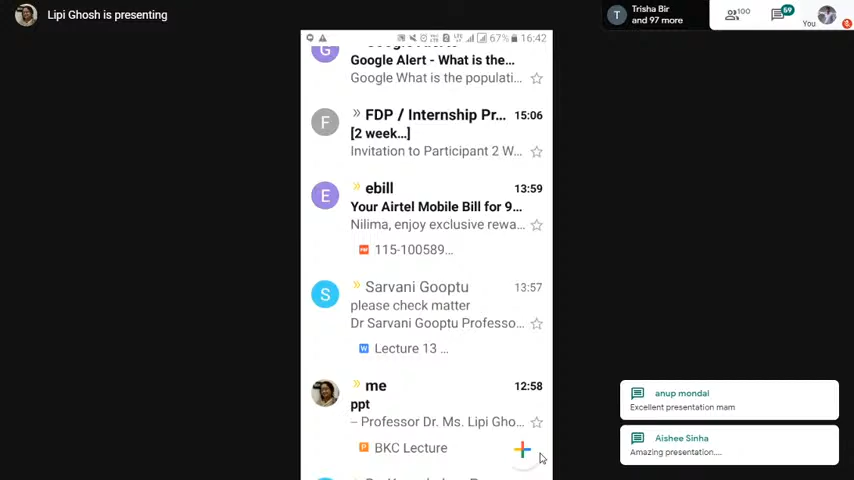 Lipi Ghosh is presenting
Trisha Bir
and 97 more
100
59
You
67% 16:42
G
Google Alert - What is the...
Google What is the populati...
F
FDP / Internship Pr... 15:06
[2 week...]
Invitation to Participant 2 W...
E
ebill 13:59
Your Airtel Mobile Bill for 9...
Nilima, enjoy exclusive rewa...
PDF 115-100589...
S
Sarvani Gooptu 13:57
please check matter
Dr Sarvani Gooptu Professo...
W Lecture 13 ...
me 12:58
ppt
– Professor Dr. Ms. Lipi Gho...
P BKC Lecture
anup mondal
Excellent presentation mam
Aishee Sinha
Amazing presentation....